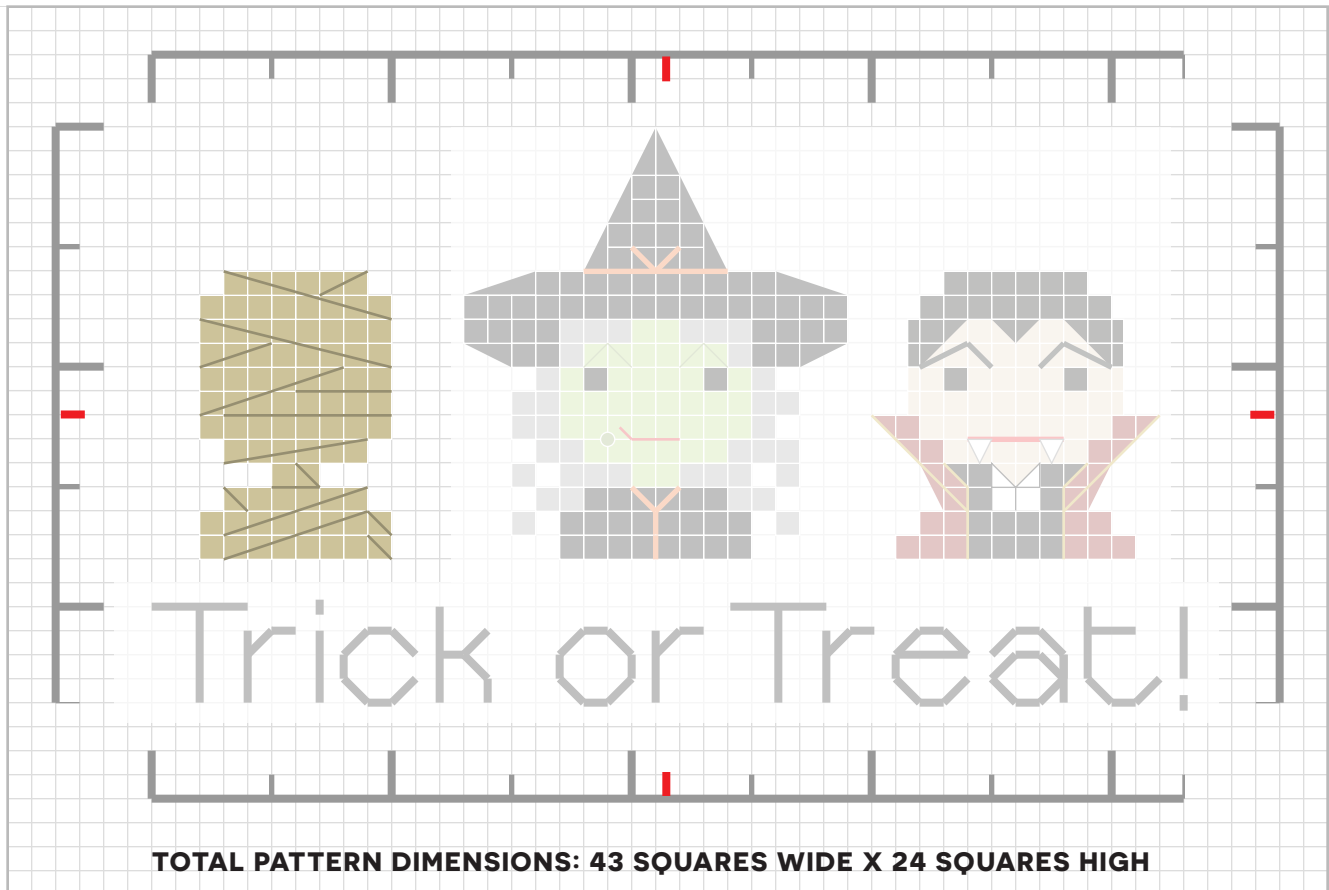 Trick or Treat!
TOTAL PATTERN DIMENSIONS: 43 SQUARES WIDE X 24 SQUARES HIGH